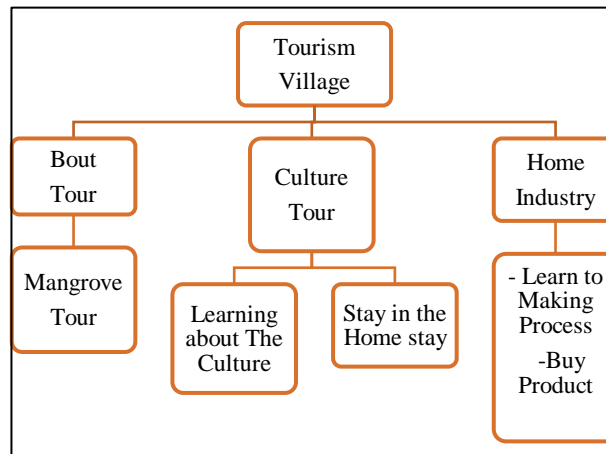 Tourism
Village
Bout
Tour
Culture
Tour
Home
Industry
Mangrove
Tour
Learning
about The
Culture
Stay in the
Home stay
- Learn to
Making
Process
-Buy
Product